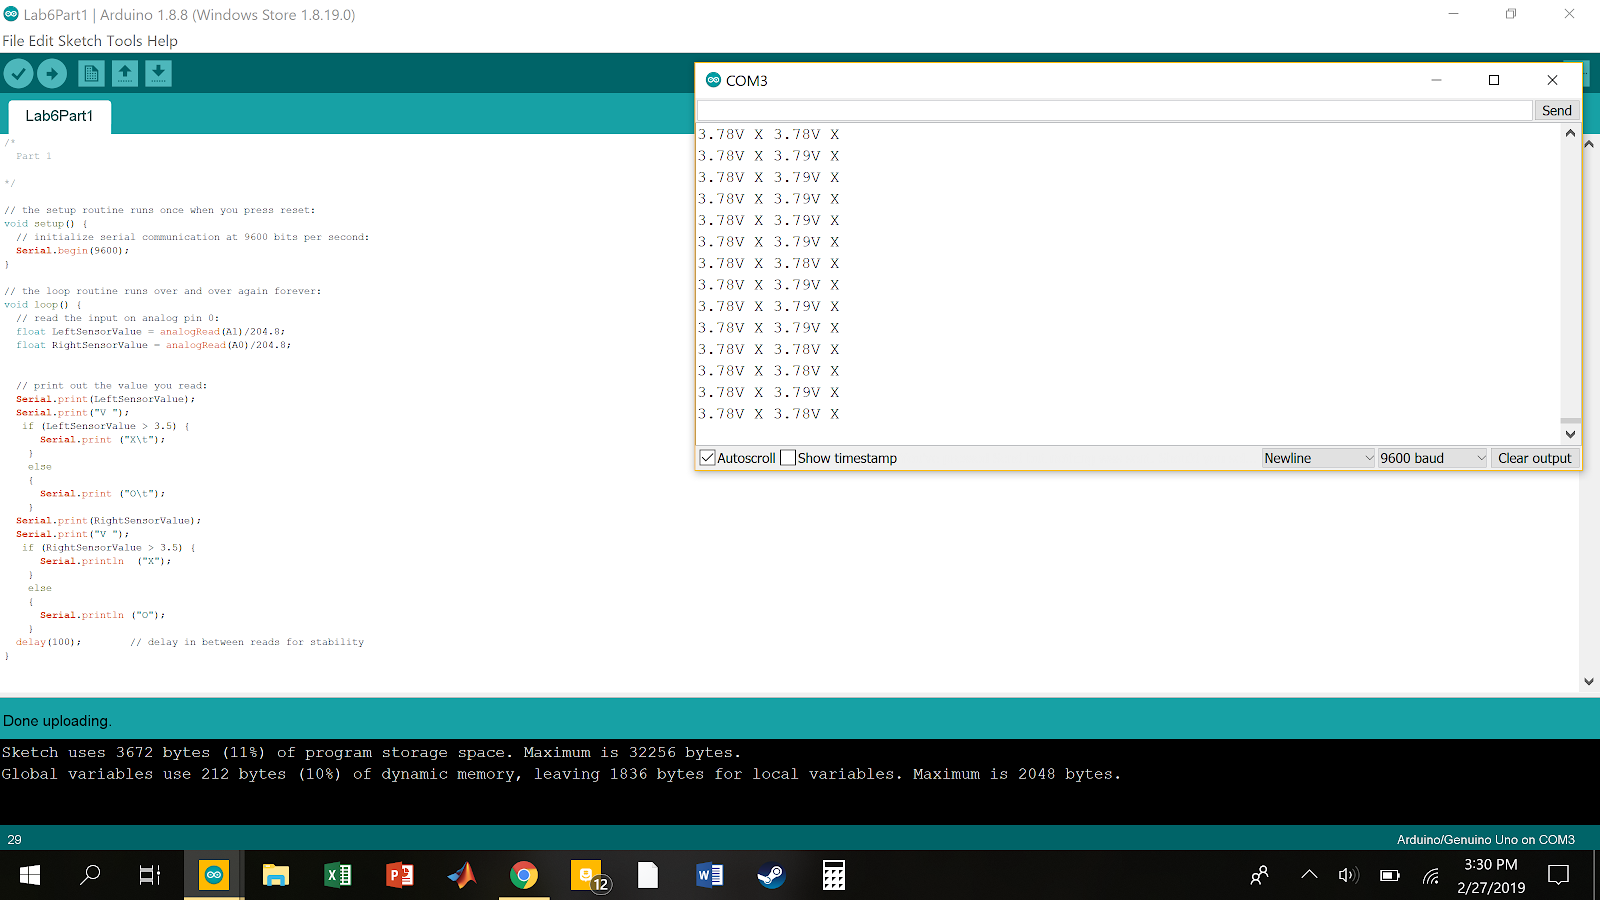 Lab6Part1 | Arduino 1.8.8 (Windows Store 1.8.19.0)
File Edit Sketch Tools Help
Lab6Part1
/*
  Part 1
*/
// the setup routine runs once when you press reset:
void setup() {
  // initialize serial communication at 9600 bits per second:
  Serial.begin(9600);
}
// the loop routine runs over and over again forever:
void loop() {
  // read the input on analog pin 0:
  float LeftSensorValue = analogRead(A1)/204.8;
  float RightSensorValue = analogRead(A0)/204.8;
  // print out the value you read:
  Serial.print(LeftSensorValue);
  Serial.print("V ");
   if (LeftSensorValue > 3.5) {
      Serial.print ("X\t");
    }
    else
    {
      Serial.print ("O\t");
    }
  Serial.print(RightSensorValue);
  Serial.print("V ");
   if (RightSensorValue > 3.5) {
      Serial.println  ("X");
    }
    else
    {
      Serial.println ("O");
    }
  delay(100);        // delay in between reads for stability
}
COM3
Send
3.78V X 3.78V X
3.78V X 3.79V X
3.78V X 3.79V X
3.78V X 3.79V X
3.78V X 3.79V X
3.78V X 3.79V X
3.78V X 3.78V X
3.78V X 3.79V X
3.78V X 3.79V X
3.78V X 3.79V X
3.78V X 3.78V X
3.78V X 3.78V X
3.78V X 3.79V X
3.78V X 3.78V X
Autoscroll Show timestamp Newline 9600 baud Clear output
Done uploading.
Sketch uses 3672 bytes (11%) of program storage space. Maximum is 32256 bytes.
Global variables use 212 bytes (10%) of dynamic memory, leaving 1836 bytes for local variables. Maximum is 2048 bytes.
29 Arduino/Genuino Uno on COM3
12
3:30 PM
2/27/2019